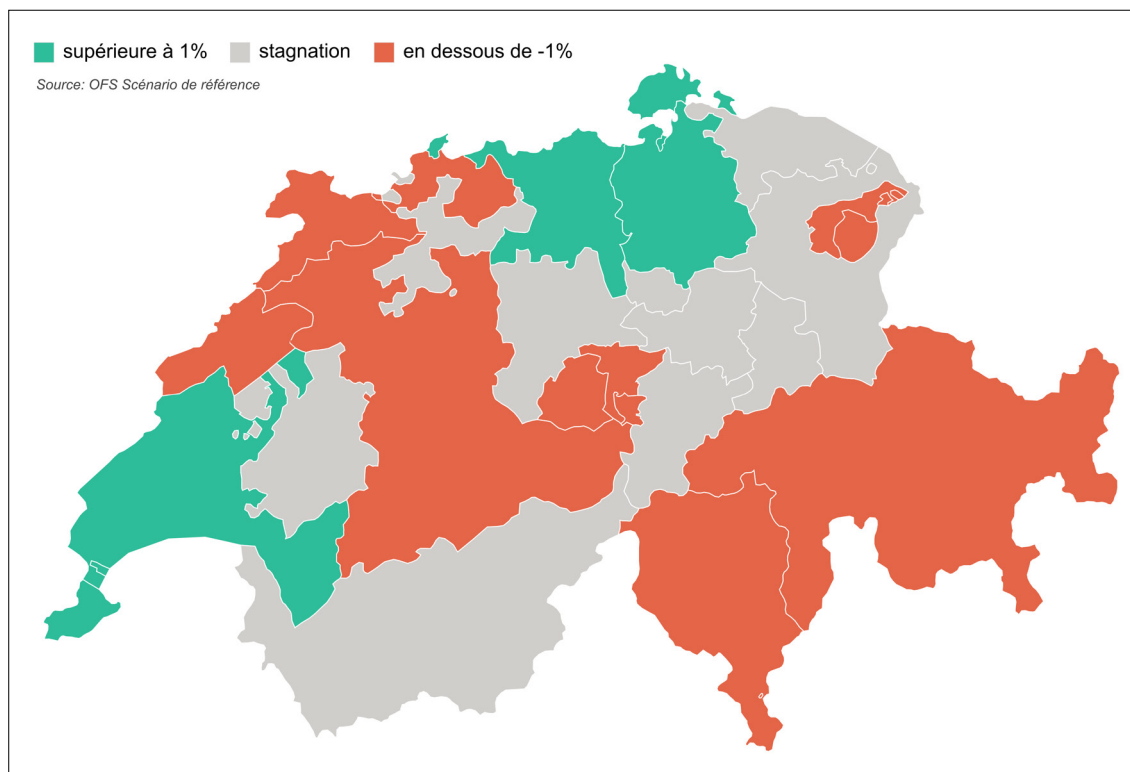 supérieure à 1% stagnation en dessous de -1%
Source: OFS Scénario de référence